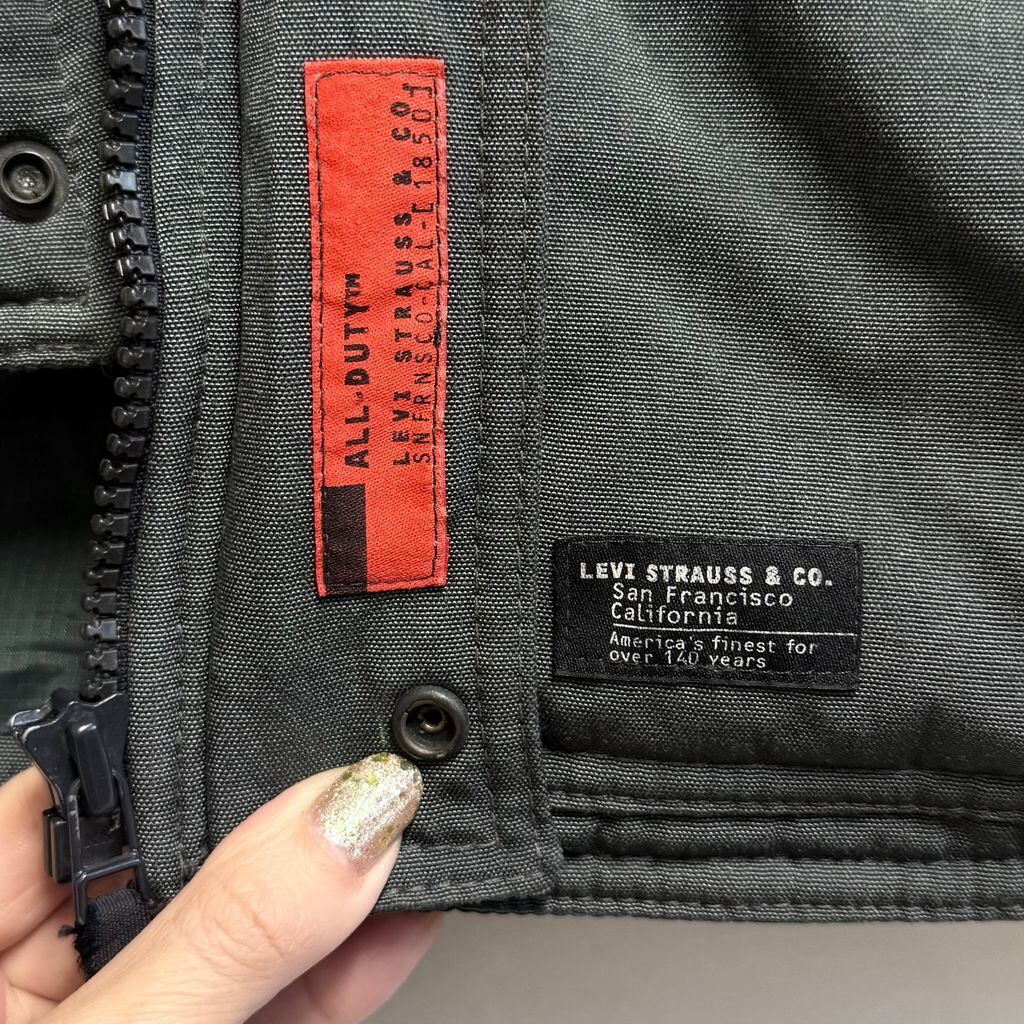 ALL-DUTY™
LEVI STRAUSS & CO
SNFRNSCO-CAL-[1850]
LEVI STRAUSS & CO.
San Francisco
California
America's finest for
over 140 years